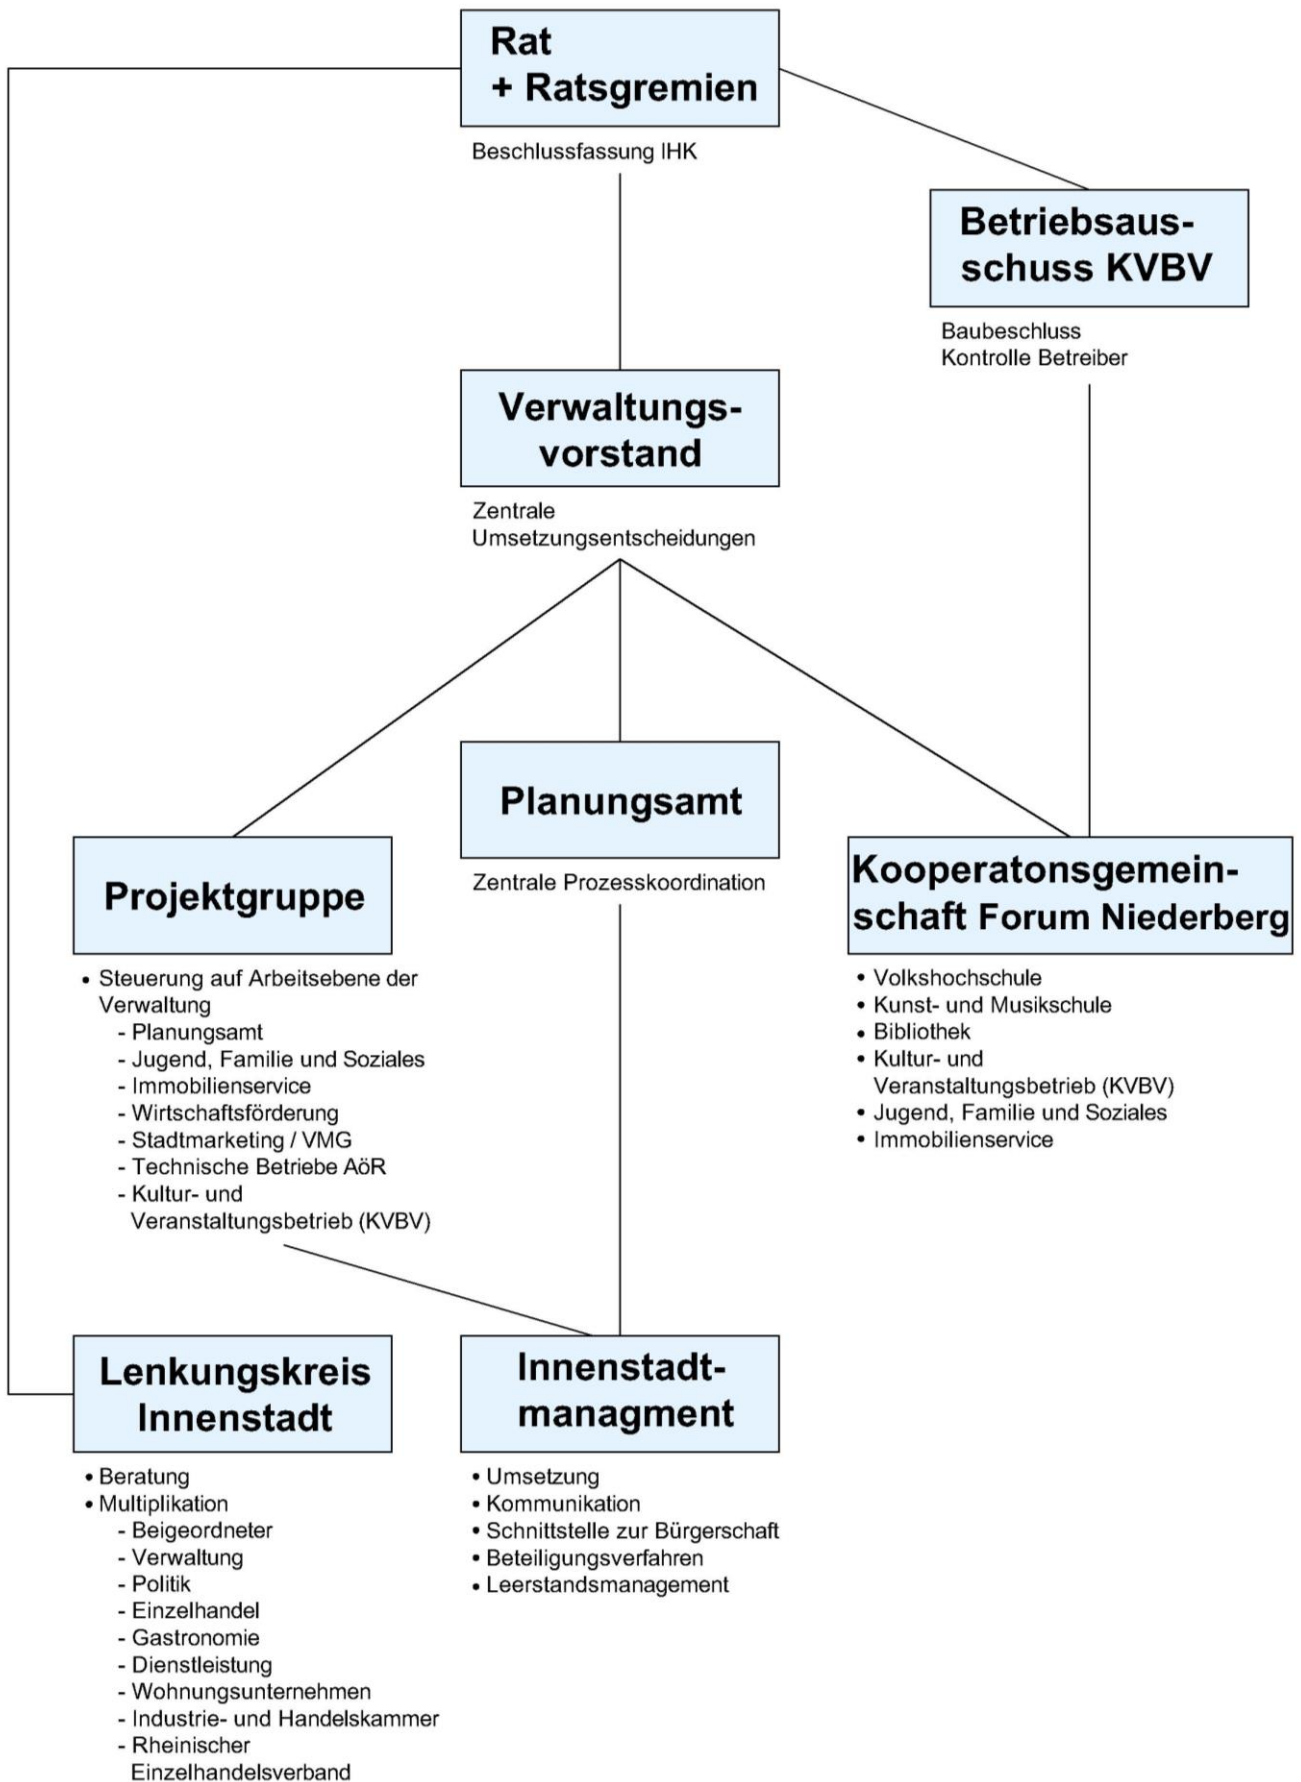 Rat
+ Ratsgremien
Beschlussfassung IHK
Betriebsaus-
schuss KVBV
Baubeschluss
Kontrolle Betreiber
Verwaltungs-
vorstand
Zentrale
Umsetzungsentscheidungen
Planungsamt
Zentrale Prozesskoordination
Projektgruppe
• Steuerung auf Arbeitsebene der
Verwaltung
- Planungsamt
- Jugend, Familie und Soziales
- Immobilienservice
- Wirtschaftsförderung
- Stadtmarketing / VMG
- Technische Betriebe AöR
- Kultur- und
Veranstaltungsbetrieb (KVBV)
Kooperatonsgemein-
schaft Forum Niederberg
• Volkshochschule
• Kunst- und Musikschule
• Bibliothek
• Kultur- und
Veranstaltungsbetrieb (KVBV)
• Jugend, Familie und Soziales
• Immobilienservice
Lenkungskreis
Innenstadt
• Beratung
• Multiplikation
- Beigeordneter
- Verwaltung
- Politik
- Einzelhandel
- Gastronomie
- Dienstleistung
- Wohnungsunternehmen
- Industrie- und Handelskammer
- Rheinischer
Einzelhandelsverband
Innenstadt-
managment
• Umsetzung
• Kommunikation
• Schnittstelle zur Bürgerschaft
• Beteiligungsverfahren
• Leerstandsmanagement